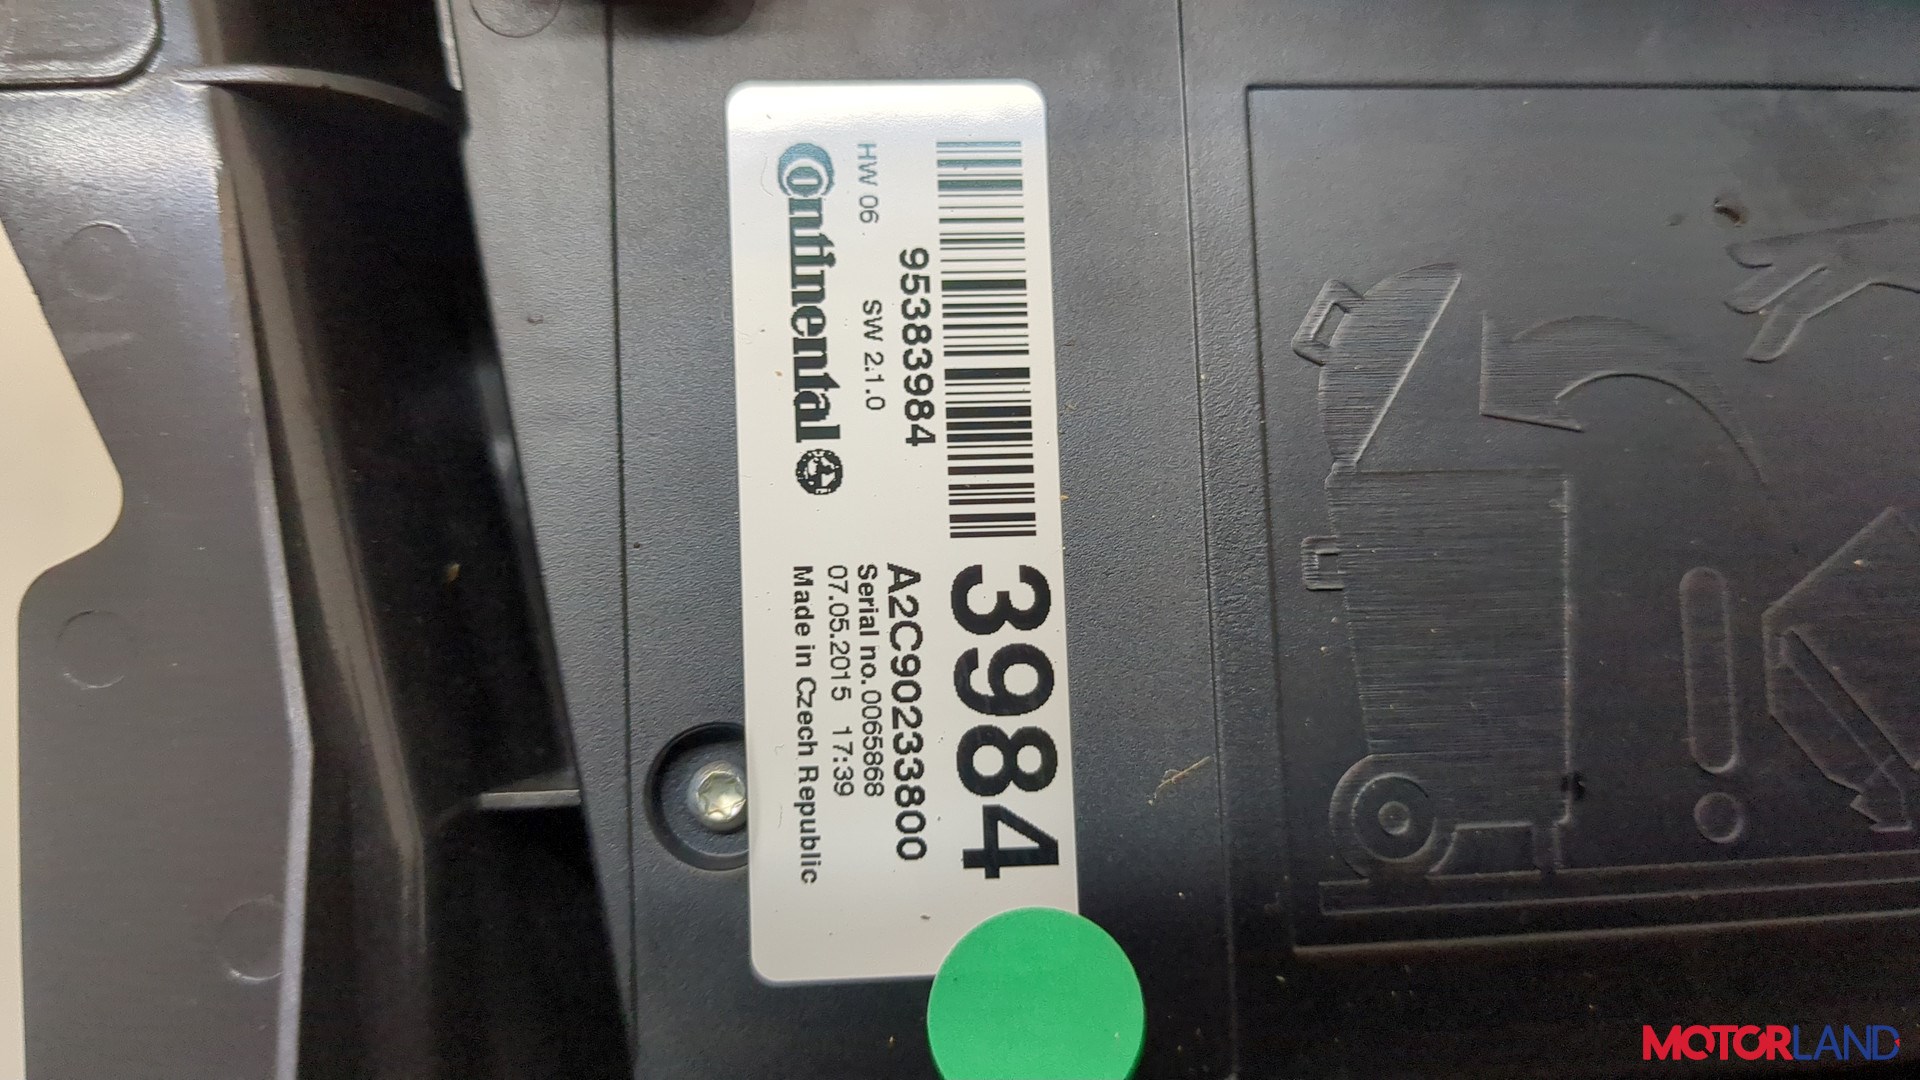 3984
95383984
HW 06 SW 2.1.0
Continental
A2C90233800
Serial no. 0065868
07.05.2015 17:39
Made in Czech Republic
MOTORLAND